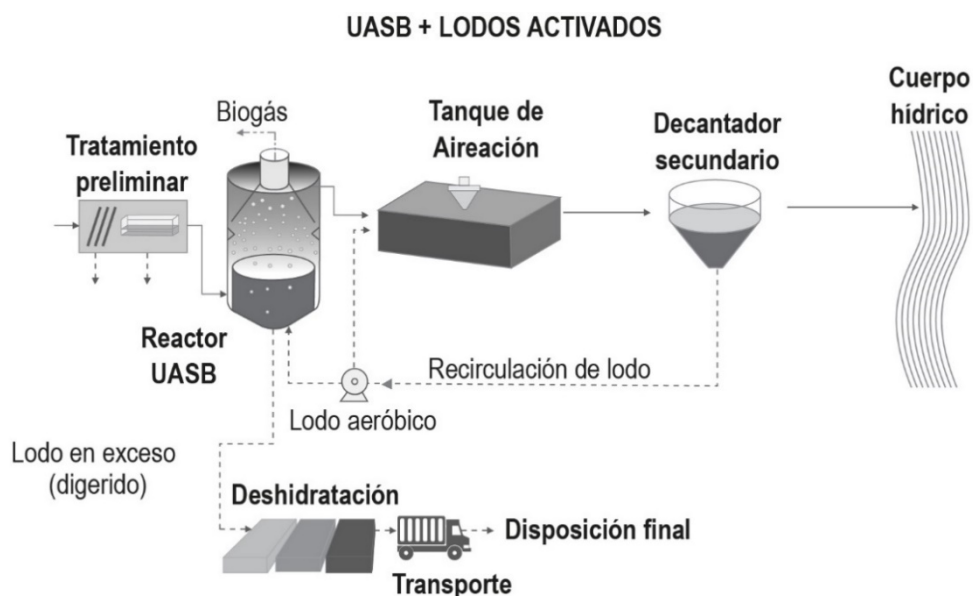 UASB + LODOS ACTIVADOS
Cuerpo
hídrico
Biogás
Tanque de
Aireación
Decantador
secundario
Tratamiento
preliminar
Reactor
UASB
Recirculación de lodo
Lodo aeróbico
Lodo en exceso
(digerido)
Deshidratación
Disposición final
Transporte